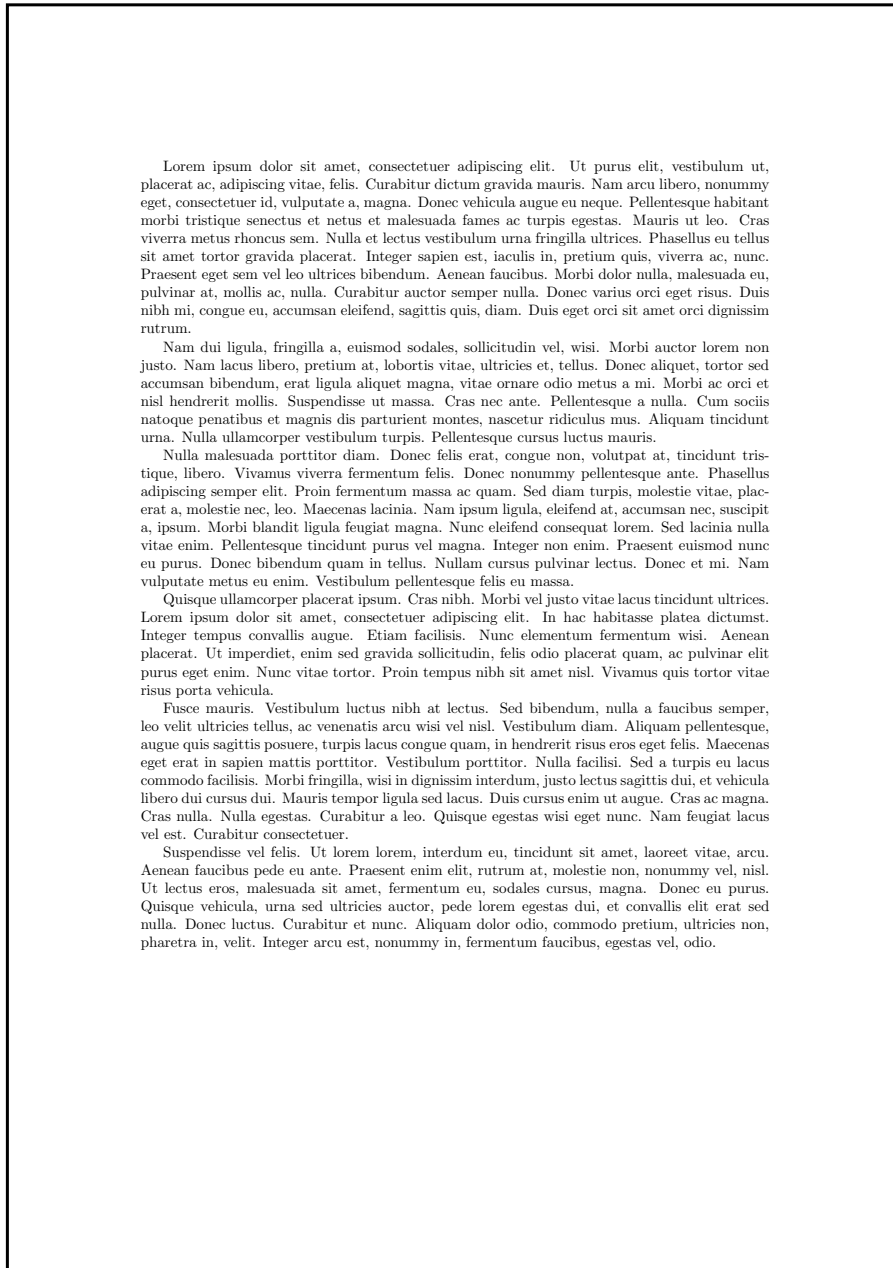 Lorem ipsum dolor sit amet, consectetuer adipiscing elit. Ut purus elit, vestibulum ut,
placerat ac, adipiscing vitae, felis. Curabitur dictum gravida mauris. Nam arcu libero, nonummy
eget, consectetuer id, vulputate a, magna. Donec vehicula augue eu neque. Pellentesque habitant
morbi tristique senectus et netus et malesuada fames ac turpis egestas. Mauris ut leo. Cras
viverra metus rhoncus sem. Nulla et lectus vestibulum urna fringilla ultrices. Phasellus eu tellus
sit amet tortor gravida placerat. Integer sapien est, iaculis in, pretium quis, viverra ac, nunc.
Praesent eget sem vel leo ultrices bibendum. Aenean faucibus. Morbi dolor nulla, malesuada eu,
pulvinar at, mollis ac, nulla. Curabitur auctor semper nulla. Donec varius orci eget risus. Duis
nibh mi, congue eu, accumsan eleifend, sagittis quis, diam. Duis eget orci sit amet orci dignissim
rutrum.
Nam dui ligula, fringilla a, euismod sodales, sollicitudin vel, wisi. Morbi auctor lorem non
justo. Nam lacus libero, pretium at, lobortis vitae, ultricies et, tellus. Donec aliquet, tortor sed
accumsan bibendum, erat ligula aliquet magna, vitae ornare odio metus a mi. Morbi ac orci et
nisl hendrerit mollis. Suspendisse ut massa. Cras nec ante. Pellentesque a nulla. Cum sociis
natoque penatibus et magnis dis parturient montes, nascetur ridiculus mus. Aliquam tincidunt
urna. Nulla ullamcorper vestibulum turpis. Pellentesque cursus luctus mauris.
Nulla malesuada porttitor diam. Donec felis erat, congue non, volutpat at, tincidunt tris-
tique, libero. Vivamus viverra fermentum felis. Donec nonummy pellentesque ante. Phasellus
adipiscing semper elit. Proin fermentum massa ac quam. Sed diam turpis, molestie vitae, plac-
erat a, molestie nec, leo. Maecenas lacinia. Nam ipsum ligula, eleifend at, accumsan nec, suscipit
a, ipsum. Morbi blandit ligula feugiat magna. Nunc eleifend consequat lorem. Sed lacinia nulla
vitae enim. Pellentesque tincidunt purus vel magna. Integer non enim. Praesent euismod nunc
eu purus. Donec bibendum quam in tellus. Nullam cursus pulvinar lectus. Donec et mi. Nam
vulputate metus eu enim. Vestibulum pellentesque felis eu massa.
Quisque ullamcorper placerat ipsum. Cras nibh. Morbi vel justo vitae lacus tincidunt ultrices.
Lorem ipsum dolor sit amet, consectetuer adipiscing elit. In hac habitasse platea dictumst.
Integer tempus convallis augue. Etiam facilisis. Nunc elementum fermentum wisi. Aenean
placerat. Ut imperdiet, enim sed gravida sollicitudin, felis odio placerat quam, ac pulvinar elit
purus eget enim. Nunc vitae tortor. Proin tempus nibh sit amet nisl. Vivamus quis tortor vitae
risus porta vehicula.
Fusce mauris. Vestibulum luctus nibh at lectus. Sed bibendum, nulla a faucibus semper,
leo velit ultricies tellus, ac venenatis arcu wisi vel nisl. Vestibulum diam. Aliquam pellentesque,
augue quis sagittis posuere, turpis lacus congue quam, in hendrerit risus eros eget felis. Maecenas
eget erat in sapien mattis porttitor. Vestibulum porttitor. Nulla facilisi. Sed a turpis eu lacus
commodo facilisis. Morbi fringilla, wisi in dignissim interdum, justo lectus sagittis dui, et vehicula
libero dui cursus dui. Mauris tempor ligula sed lacus. Duis cursus enim ut augue. Cras ac magna.
Cras nulla. Nulla egestas. Curabitur a leo. Quisque egestas wisi eget nunc. Nam feugiat lacus
vel est. Curabitur consectetuer.
Suspendisse vel felis. Ut lorem lorem, interdum eu, tincidunt sit amet, laoreet vitae, arcu.
Aenean faucibus pede eu ante. Praesent enim elit, rutrum at, molestie non, nonummy vel, nisl.
Ut lectus eros, malesuada sit amet, fermentum eu, sodales cursus, magna. Donec eu purus.
Quisque vehicula, urna sed ultricies auctor, pede lorem egestas dui, et convallis elit erat sed
nulla. Donec luctus. Curabitur et nunc. Aliquam dolor odio, commodo pretium, ultricies non,
pharetra in, velit. Integer arcu est, nonummy in, fermentum faucibus, egestas vel, odio.